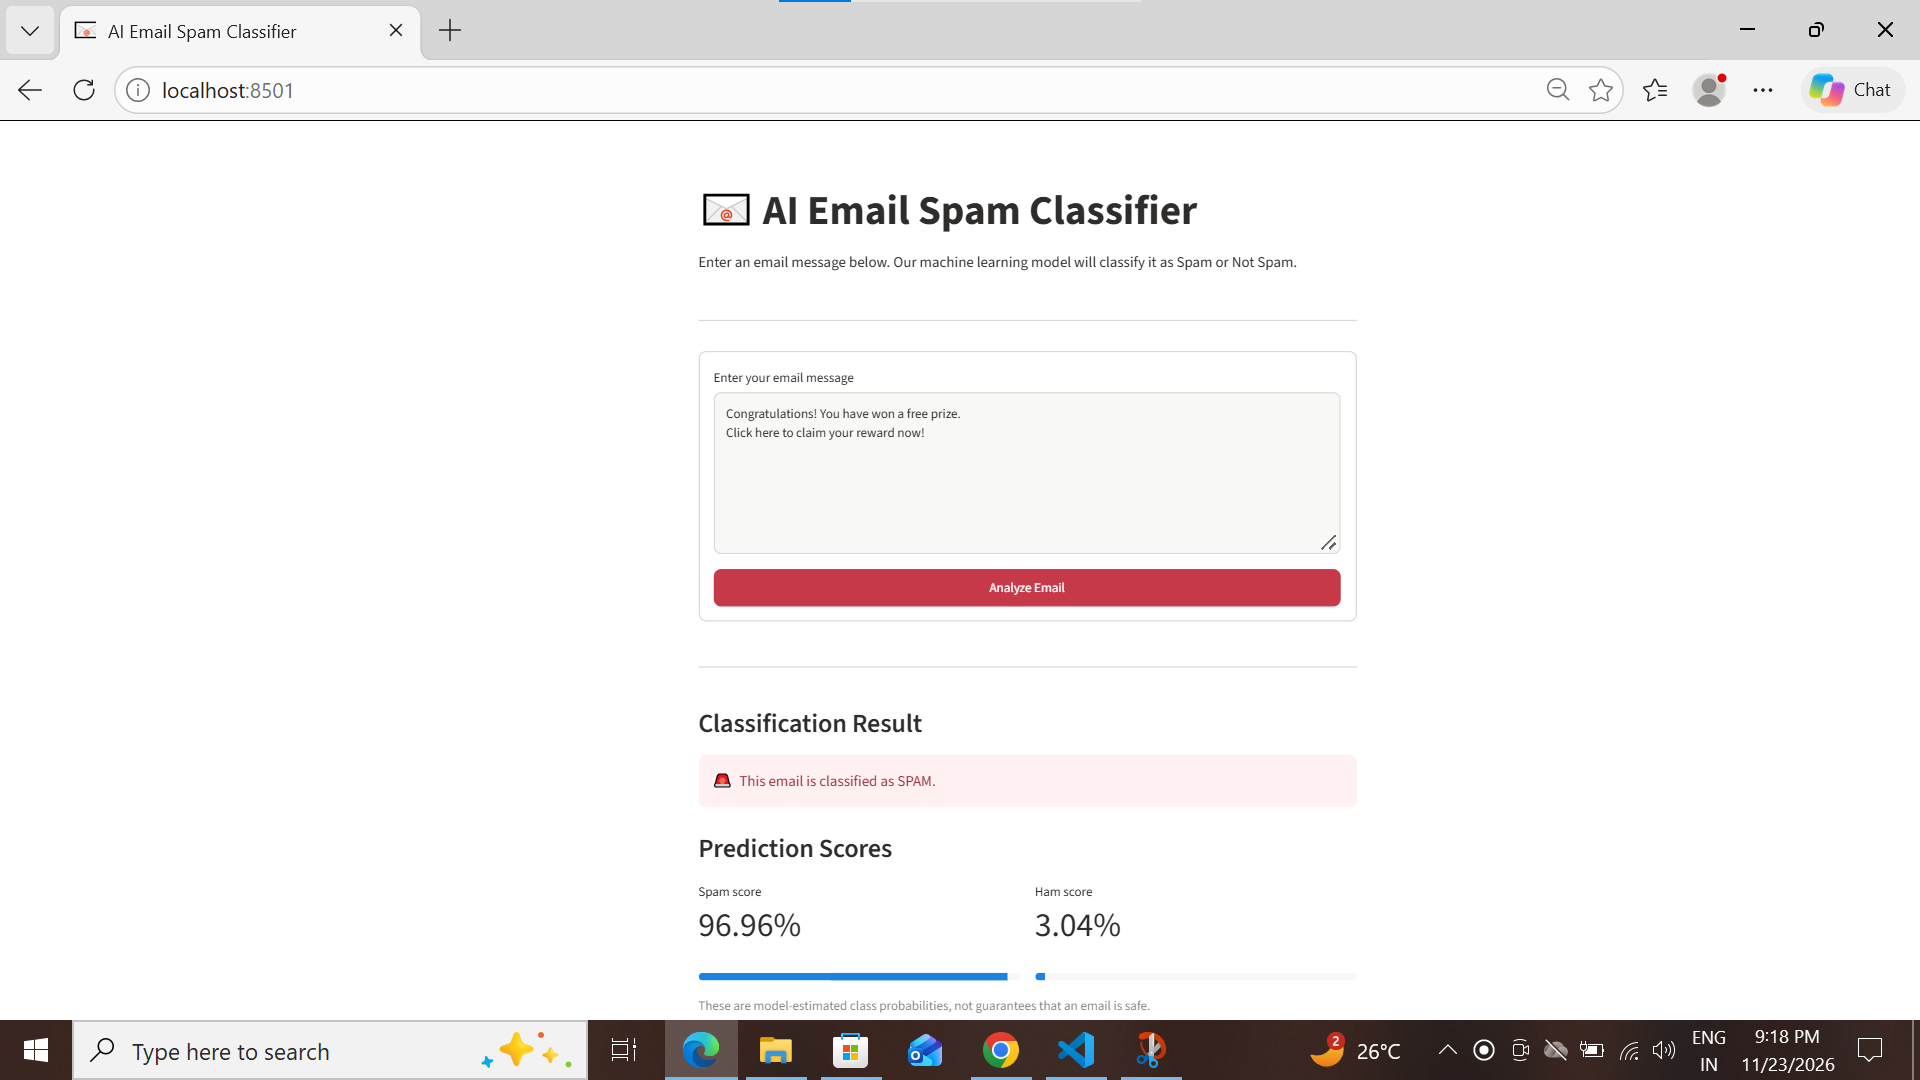 AI Email Spam Classifier
localhost:8501
Chat
AI Email Spam Classifier
Enter an email message below. Our machine learning model will classify it as Spam or Not Spam.
Enter your email message
Congratulations! You have won a free prize.
Click here to claim your reward now!
Analyze Email
Classification Result
This email is classified as SPAM.
Prediction Scores
Spam score
96.96%
Ham score
3.04%
These are model-estimated class probabilities, not guarantees that an email is safe.
Type here to search
2
26°C
ENG
IN
9:18 PM
11/23/2026